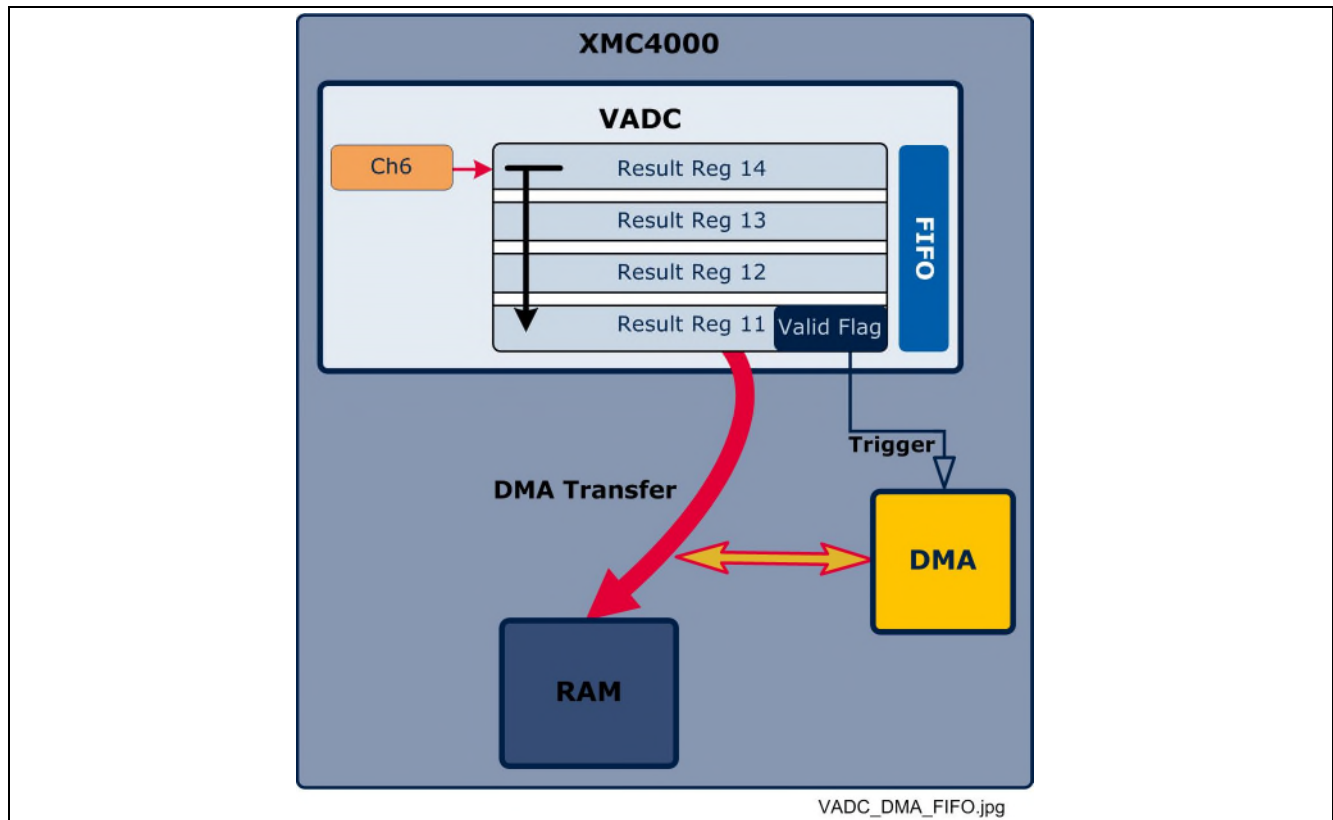 XMC4000
VADC
Ch6
Result Reg 14
Result Reg 13
Result Reg 12
Result Reg 11
Valid Flag
FIFO
Trigger
DMA Transfer
DMA
RAM
VADC_DMA_FIFO.jpg